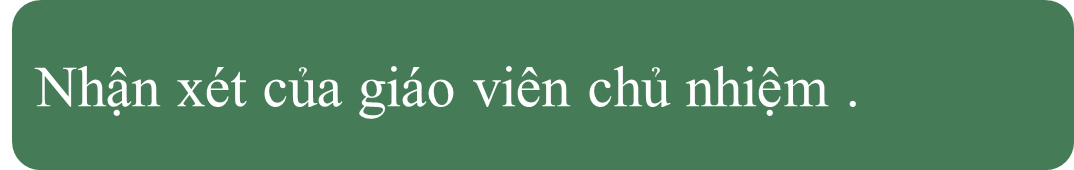 Nhận xét của giáo viên chủ nhiệm .